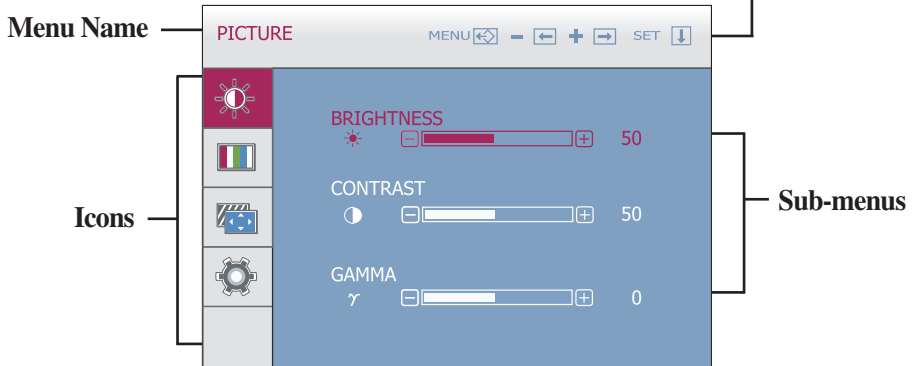 Menu Name
PICTURE MENU - + SET
BRIGHTNESS
50
CONTRAST
50
Sub-menus
Icons
GAMMA
γ 0